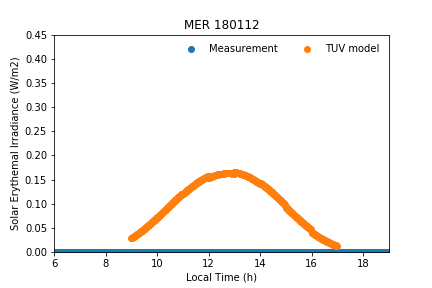 MER 180112
Measurement TUV model
Solar Erythemal Irradiance (W/m2)
0.45
0.40
0.35
0.30
0.25
0.20
0.15
0.10
0.05
0.00
6 8 10 12 14 16 18
Local Time (h)